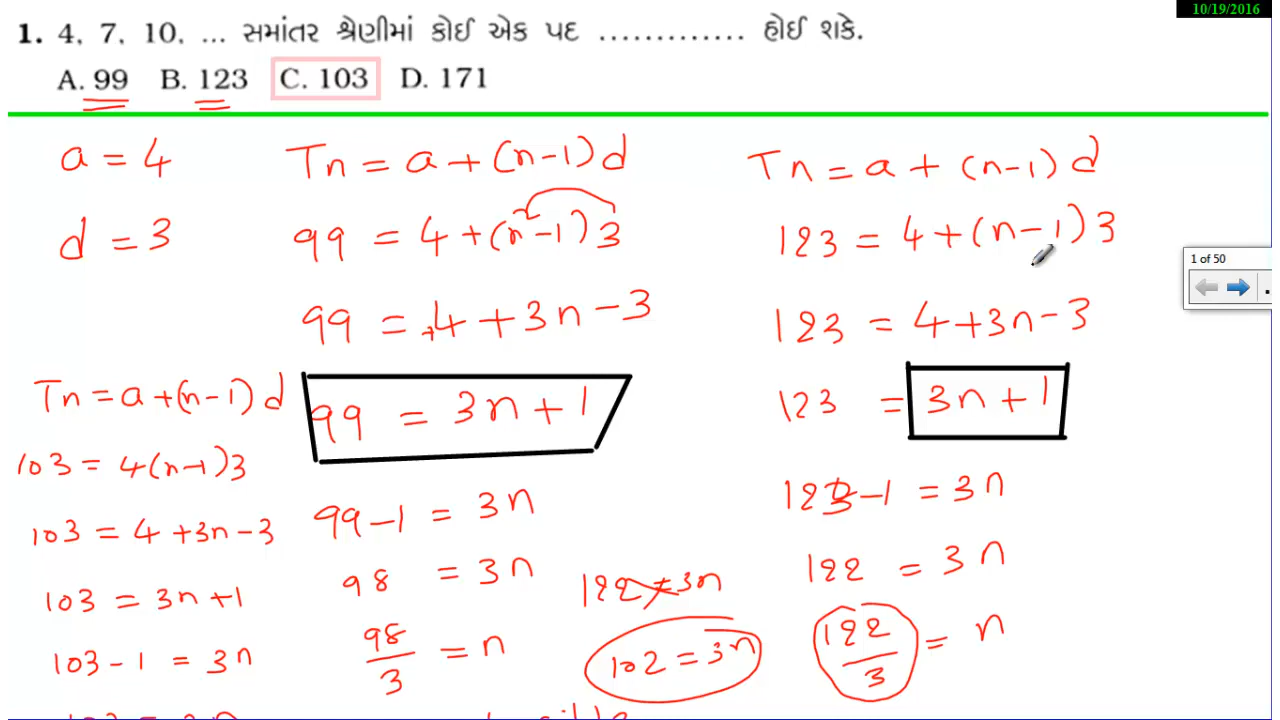 10/19/2016
1. 4, 7, 10, ... સમાંતર શ્રેણીમાં કોઈ એક પદ ............. હોઈ શકે.
A. 99 B. 123 C. 103 D. 171
a = 4
d = 3
Tn = a + (n-1) d
103 = 4(n-1)3
103 = 4 + 3n - 3
103 = 3n + 1
103 - 1 = 3n
Tn = a + (n-1) d
99 = 4 + (n-1) 3
99 = +4 + 3n - 3
99 = 3n + 1
99 - 1 = 3n
98 = 3n
98/3 = n
122 ≠ 3n
102 = 3n
Tn = a + (n-1) d
123 = 4 + (n-1) 3
123 = 4 + 3n - 3
123 = 3n + 1
123 - 1 = 3n
122 = 3n
122/3 = n
1 of 50